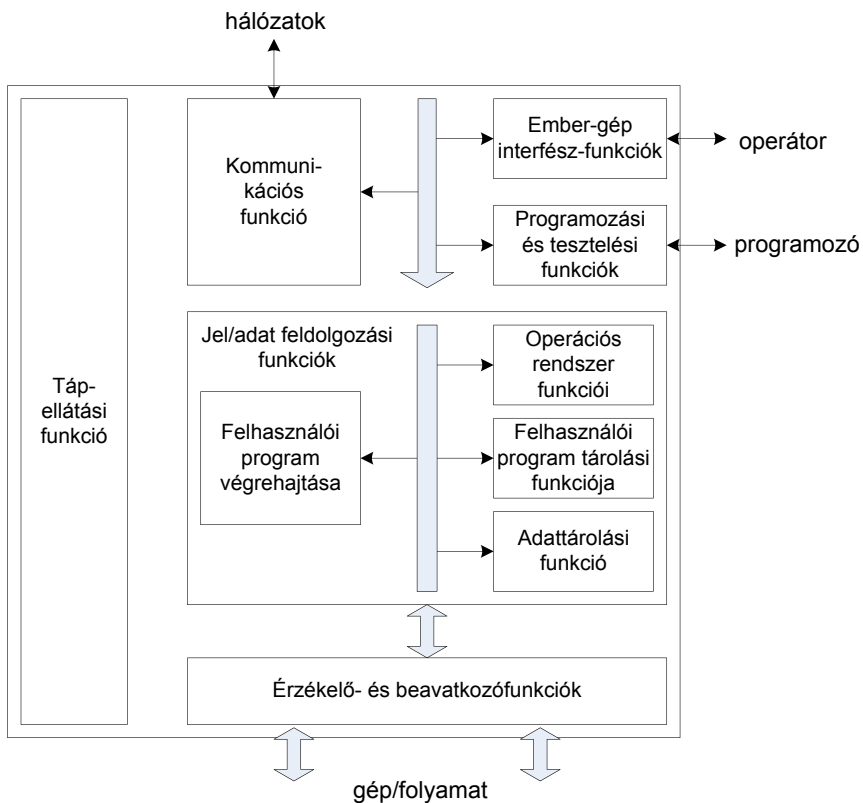 hálózatok
Kommuni-
kációs
funkció
Ember-gép
interfész-funkciók
operátor
Programozási
és tesztelési
funkciók
programozó
Táp-
ellátási
funkció
Jel/adat feldolgozási
funkciók
Operációs
rendszer
funkciói
Felhasználói
program
végrehajtása
Felhasználói
program tárolási
funkciója
Adattárolási
funkció
Érzékelő- és beavatkozófunkciók
gép/folyamat